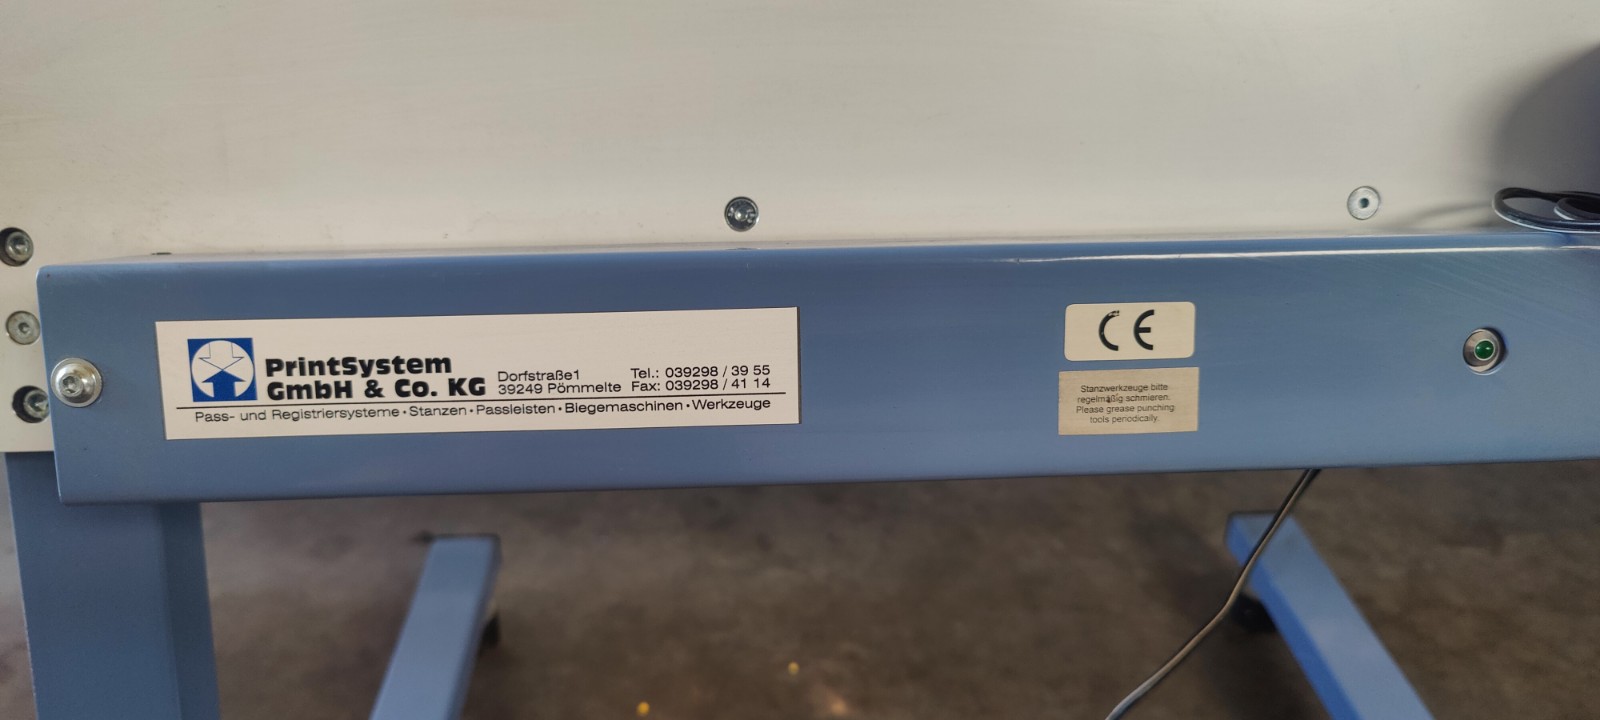 PrintSystem
GmbH & Co. KG
Dorfstraße1
39249 Pömmelte
Tel.: 039298 / 39 55
Fax: 039298 / 41 14
Pass- und Registriersysteme · Stanzen · Passleisten · Biegemaschinen · Werkzeuge
CE
Stanzwerkzeuge bitte
regelmäßig schmieren.
Please grease punching
tools periodically.